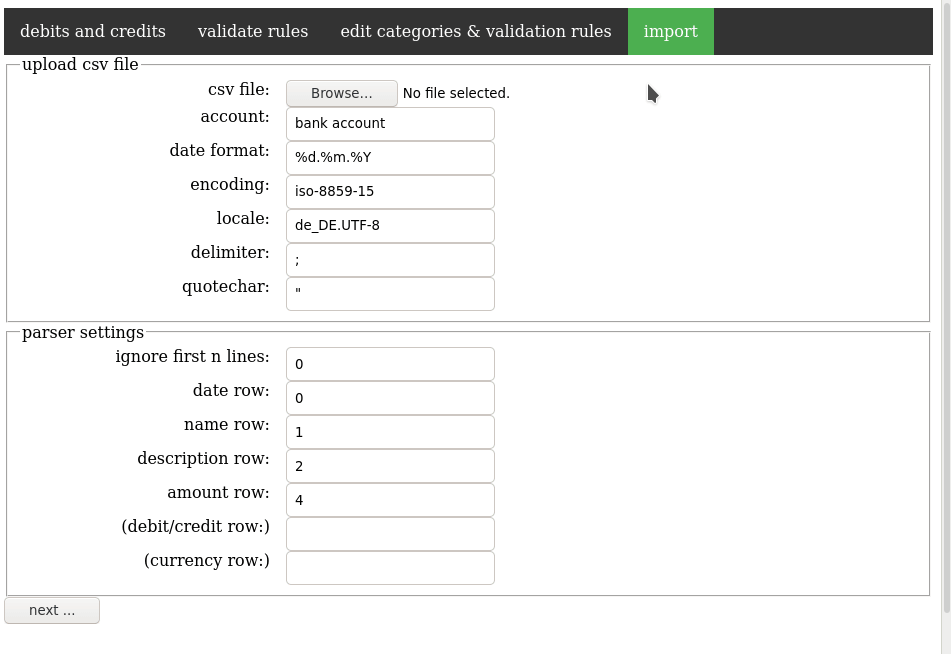 debits and credits validate rules edit categories & validation rules import
upload csv file
csv file: Browse... No file selected.
account: bank account
date format: %d.%m.%Y
encoding: iso-8859-15
locale: de_DE.UTF-8
delimiter: ;
quotechar: "
parser settings
ignore first n lines: 0
date row: 0
name row: 1
description row: 2
amount row: 4
(debit/credit row:)
(currency row:)
next ...